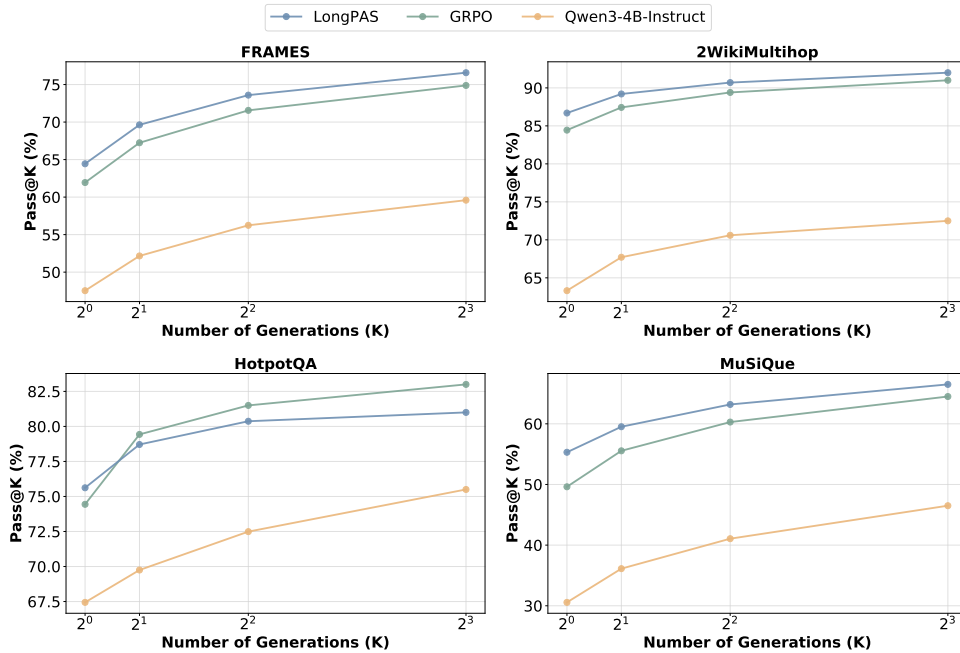 LongPAS GRPO Qwen3-4B-Instruct
FRAMES
Pass@K (%)
75
70
65
60
55
50
2^0 2^1 2^2 2^3
Number of Generations (K)
2WikiMultihop
Pass@K (%)
90
85
80
75
70
65
2^0 2^1 2^2 2^3
Number of Generations (K)
HotpotQA
Pass@K (%)
82.5
80.0
77.5
75.0
72.5
70.0
67.5
2^0 2^1 2^2 2^3
Number of Generations (K)
MuSiQue
Pass@K (%)
60
50
40
30
2^0 2^1 2^2 2^3
Number of Generations (K)